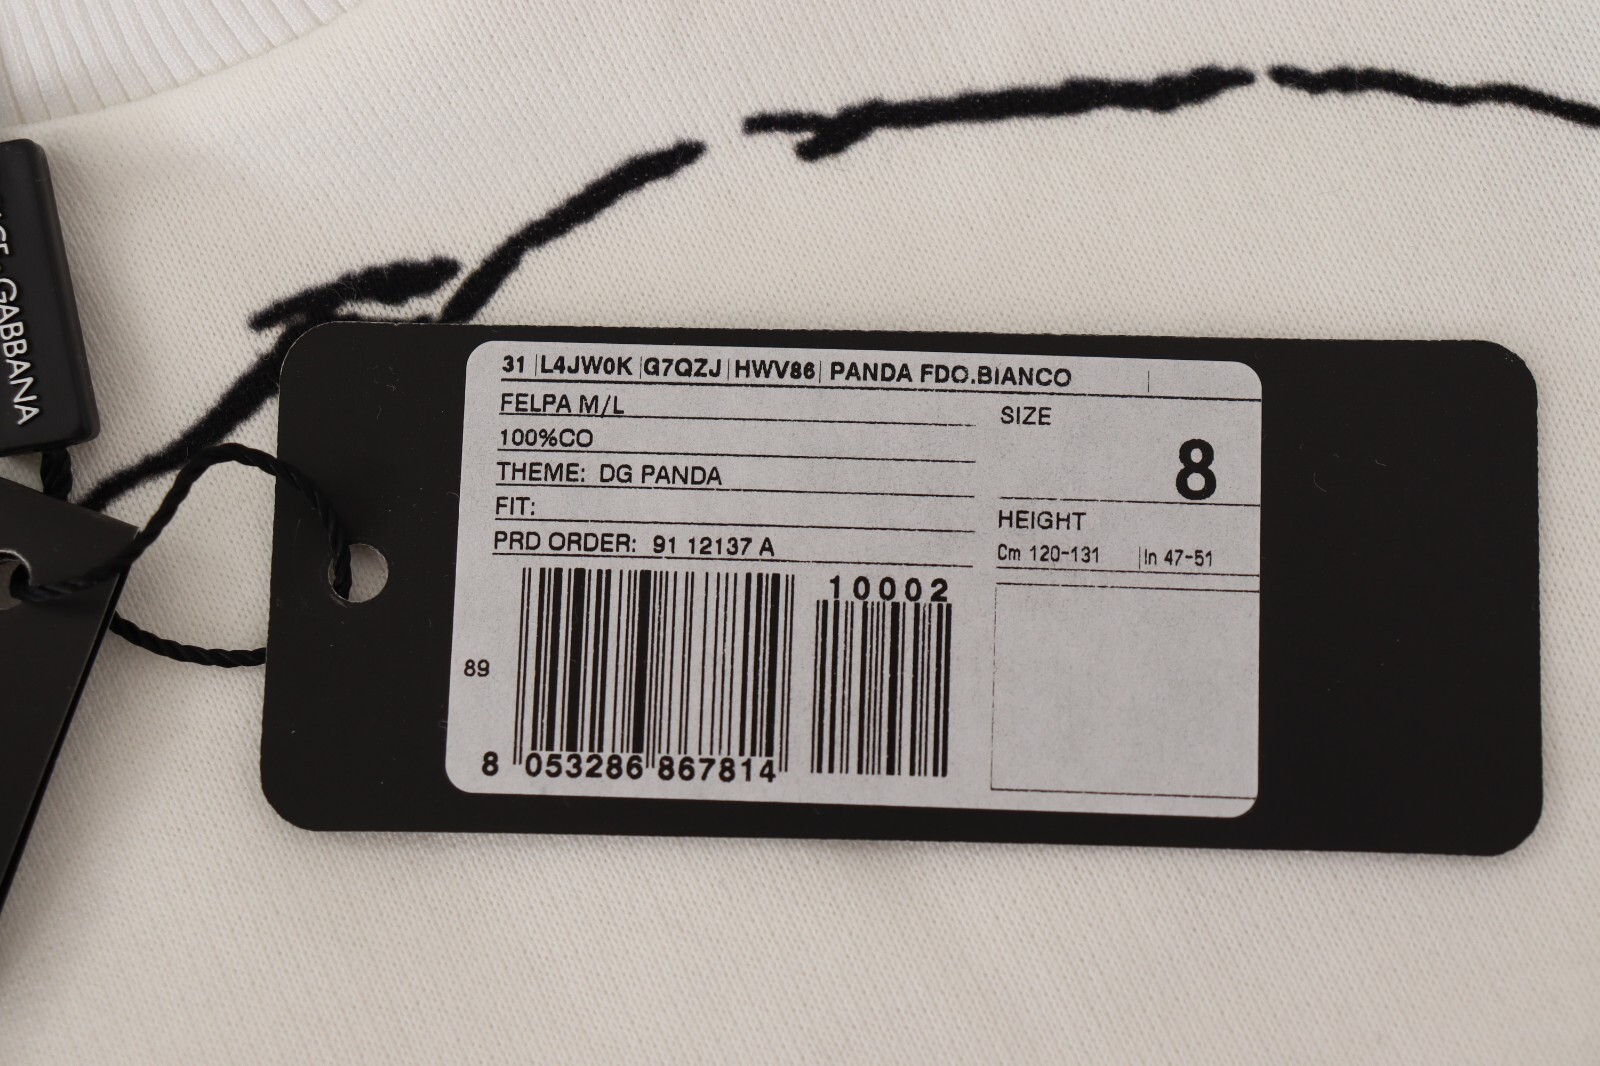 GABBANA
31 | L4JW0K | G7QZJ | HWV86 | PANDA FDO.BIANCO
FELPA M/L
100%CO
THEME: DG PANDA
FIT:
PRD ORDER: 91 12137 A
SIZE
8
HEIGHT
Cm 120-131 | In 47-51
10002
89
8 053286 867814